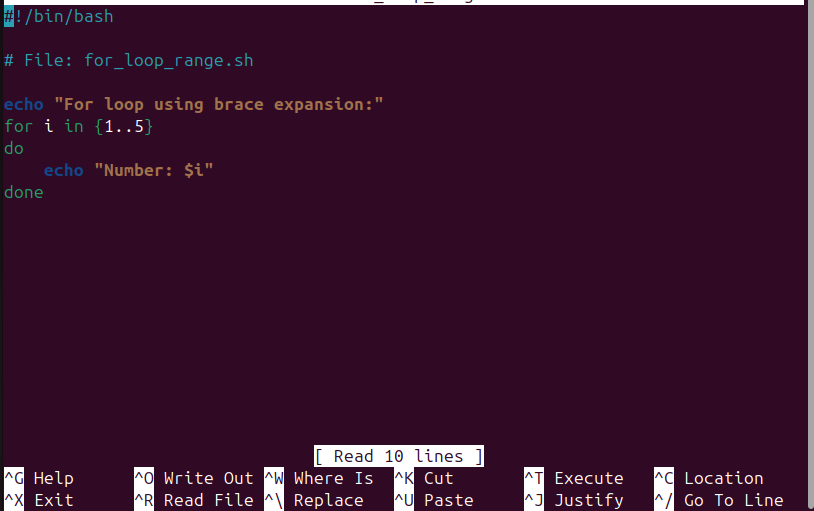 #!/bin/bash
# File: for_loop_range.sh
echo "For loop using brace expansion:"
for i in {1..5}
do
    echo "Number: $i"
done
[ Read 10 lines ]
^G Help ^O Write Out ^W Where Is ^K Cut ^T Execute ^C Location
^X Exit ^R Read File ^\ Replace ^U Paste ^J Justify ^/ Go To Line